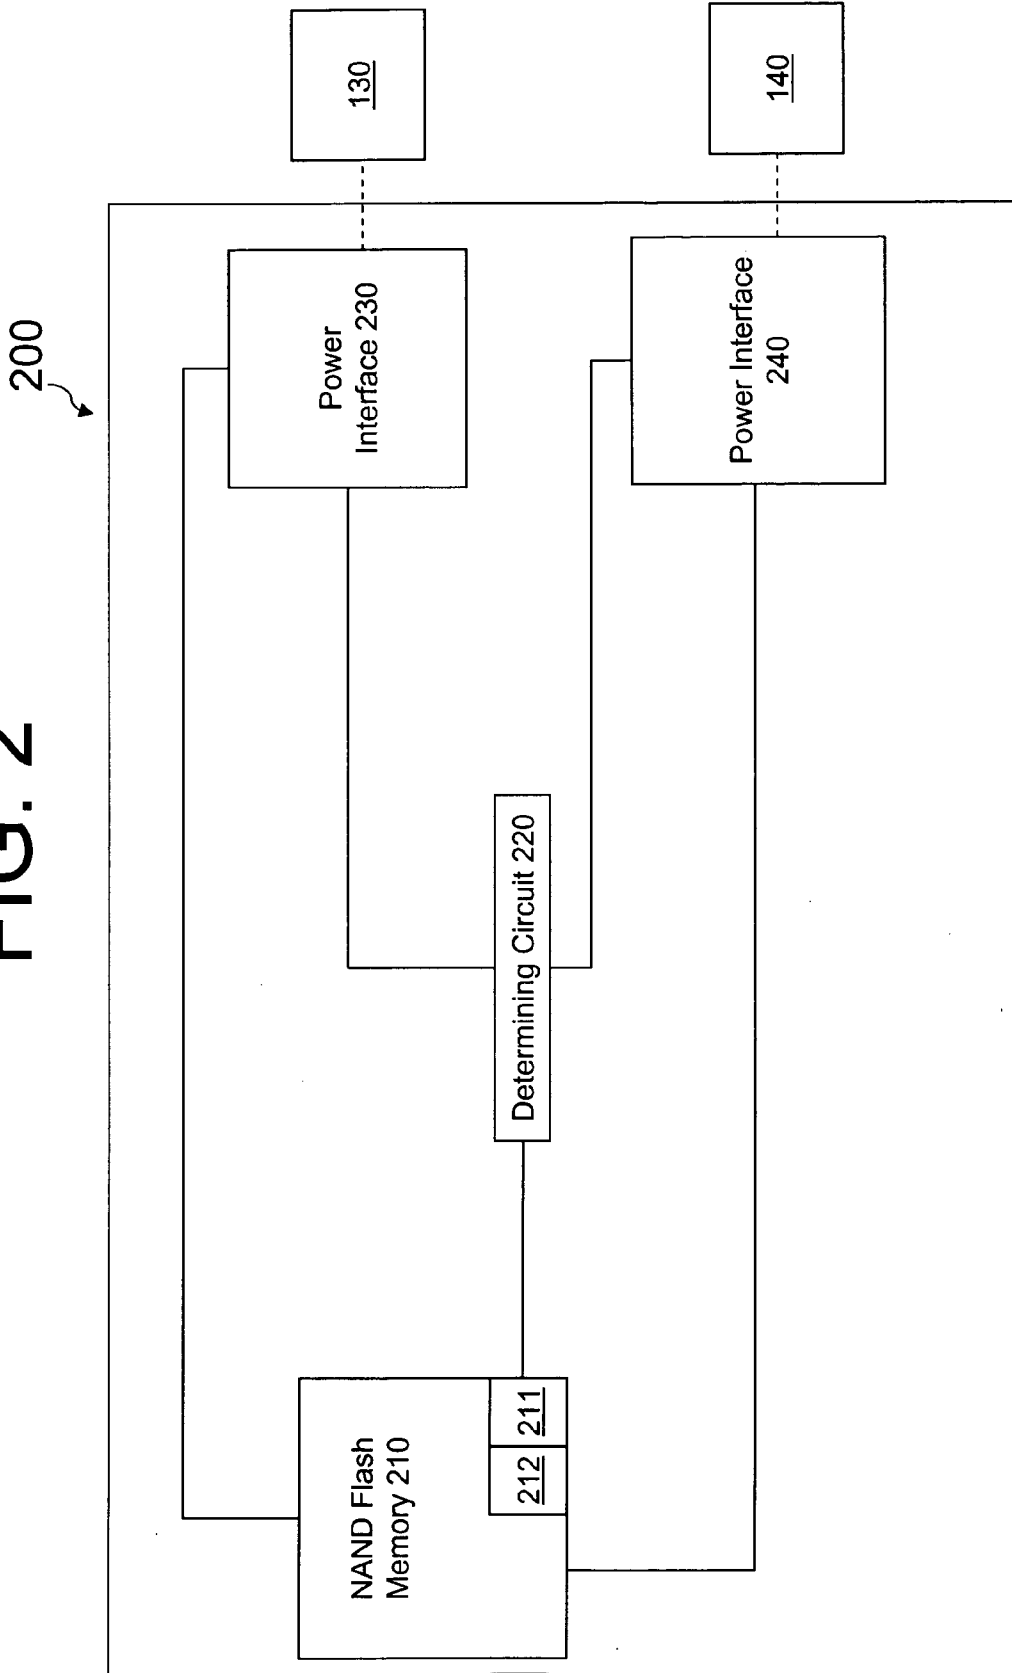 FIG. 2
200
NAND Flash
Memory 210
212
211
Determining Circuit 220
Power
Interface 230
130
Power Interface
240
140